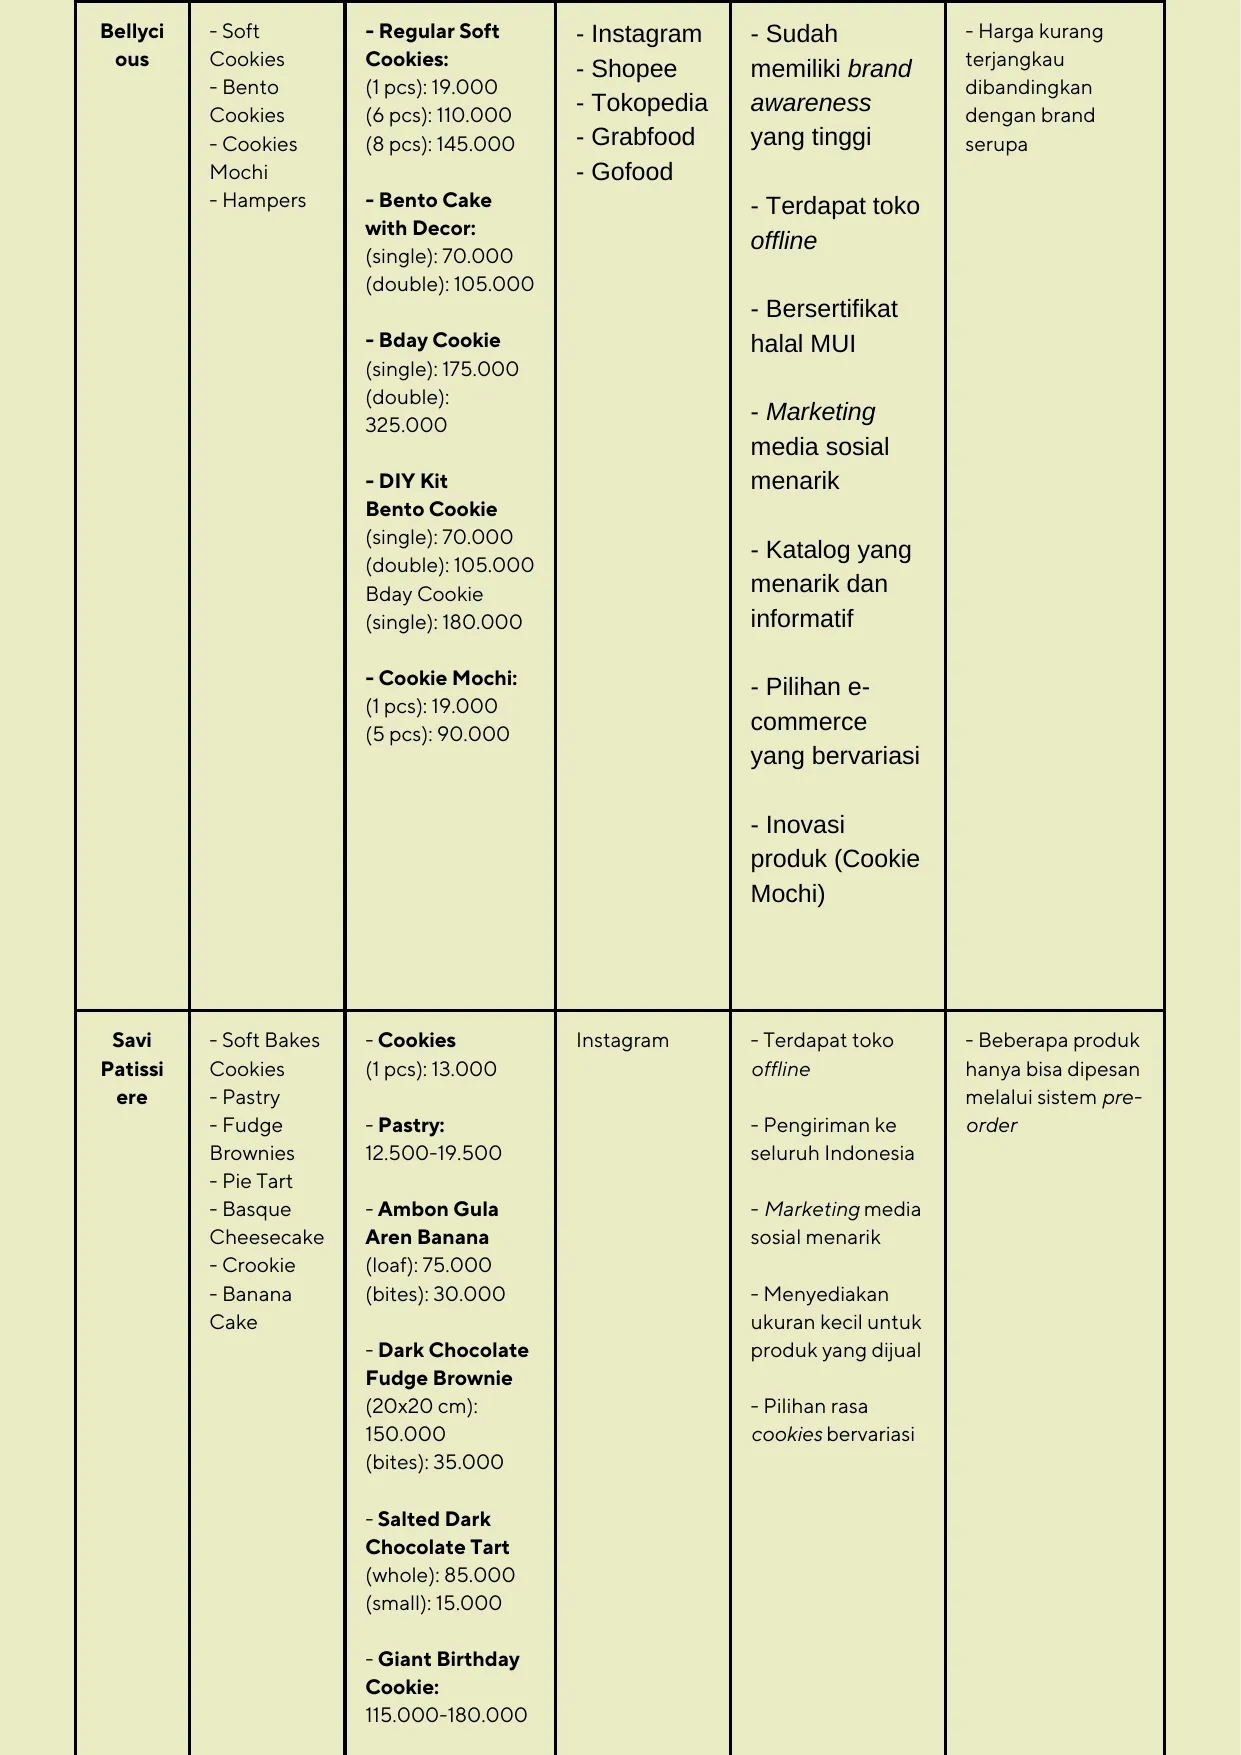 Bellyci
ous
- Soft
Cookies
- Bento
Cookies
- Cookies
Mochi
- Hampers
- Regular Soft
Cookies:
(1 pcs): 19.000
(6 pcs): 110.000
(8 pcs): 145.000
- Bento Cake
with Decor:
(single): 70.000
(double): 105.000
- Bday Cookie
(single): 175.000
(double):
325.000
- DIY Kit
Bento Cookie
(single): 70.000
(double): 105.000
Bday Cookie
(single): 180.000
- Cookie Mochi:
(1 pcs): 19.000
(5 pcs): 90.000
- Instagram
- Shopee
- Tokopedia
- Grabfood
- Gofood
- Sudah
memiliki brand
awareness
yang tinggi
- Terdapat toko
offline
- Bersertifikat
halal MUI
- Marketing
media sosial
menarik
- Katalog yang
menarik dan
informatif
- Pilihan e-
commerce
yang bervariasi
- Inovasi
produk (Cookie
Mochi)
- Harga kurang
terjangkau
dibandingkan
dengan brand
serupa
Savi
Patissi
ere
- Soft Bakes
Cookies
- Pastry
- Fudge
Brownies
- Pie Tart
- Basque
Cheesecake
- Crookie
- Banana
Cake
- Cookies
(1 pcs): 13.000
- Pastry:
12.500-19.500
- Ambon Gula
Aren Banana
(loaf): 75.000
(bites): 30.000
- Dark Chocolate
Fudge Brownie
(20x20 cm):
150.000
(bites): 35.000
- Salted Dark
Chocolate Tart
(whole): 85.000
(small): 15.000
- Giant Birthday
Cookie:
115.000-180.000
Instagram
- Terdapat toko
offline
- Pengiriman ke
seluruh Indonesia
- Marketing media
sosial menarik
- Menyediakan
ukuran kecil untuk
produk yang dijual
- Pilihan rasa
cookies bervariasi
- Beberapa produk
hanya bisa dipesan
melalui sistem pre-
order